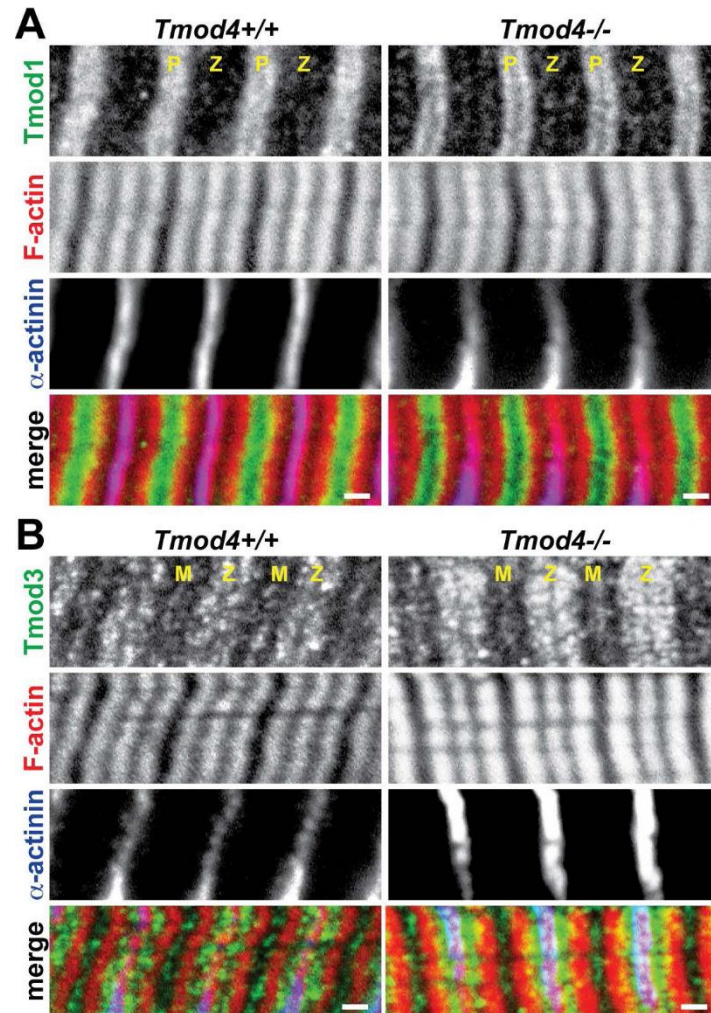 A
Tmod4+/+
Tmod4-/-
Tmod1
P Z P Z
P Z P Z
F-actin
α-actinin
merge
B
Tmod4+/+
Tmod4-/-
Tmod3
M Z M Z
M Z M Z
F-actin
α-actinin
merge